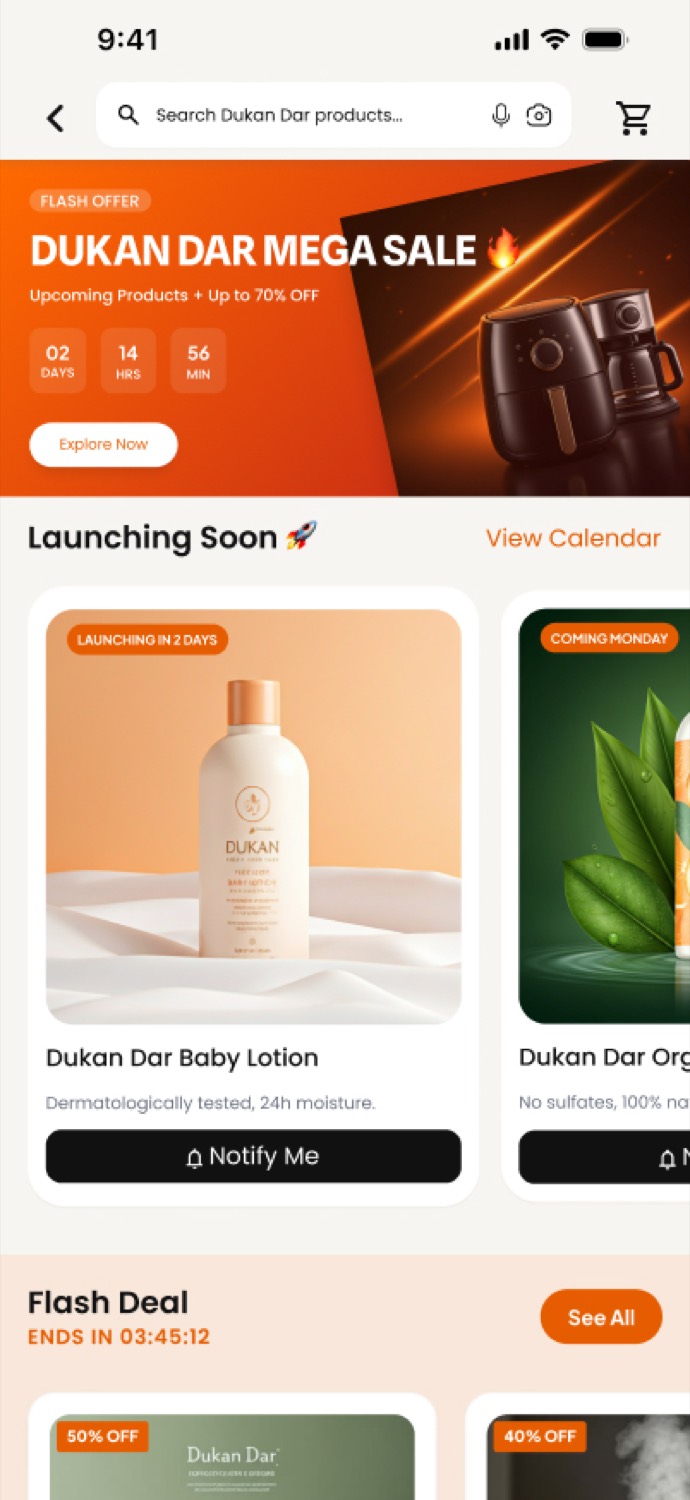 9:41
Search Dukan Dar products...
FLASH OFFER
DUKAN DAR MEGA SALE 🔥
Upcoming Products + Up to 70% OFF
02 14 56
DAYS HRS MIN
Explore Now
Launching Soon 🚀 View Calendar
LAUNCHING IN 2 DAYS
DUKAN
Dukan Dar Baby Lotion
Dermatologically tested, 24h moisture.
Notify Me
COMING MONDAY
Dukan Dar Org
No sulfates, 100% na
N
Flash Deal
ENDS IN 03:45:12
See All
50% OFF
Dukan Dar
40% OFF